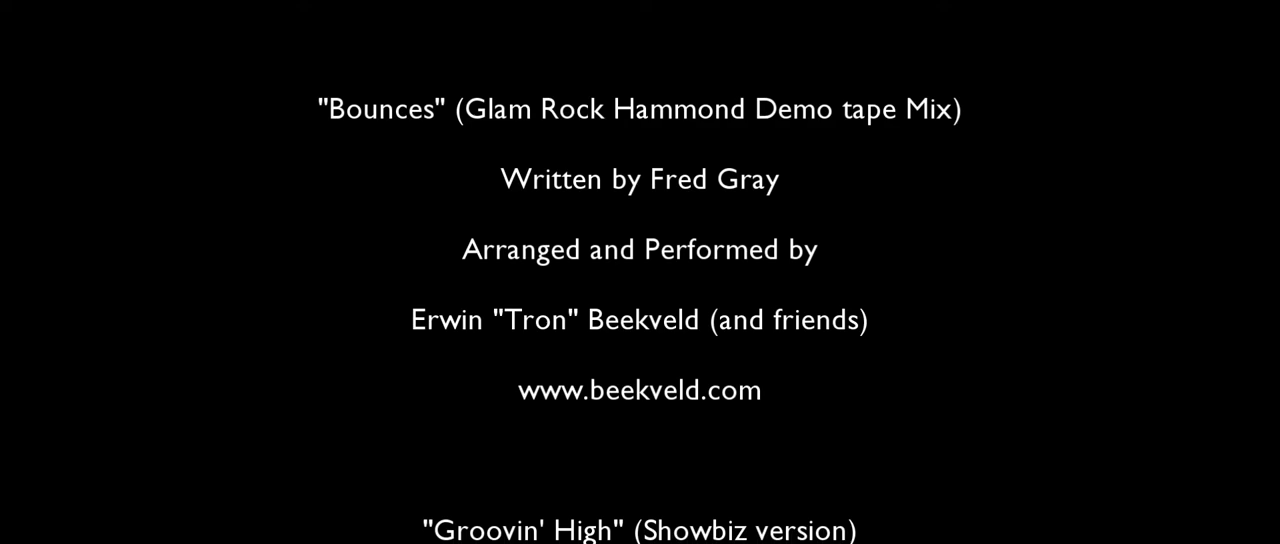 "Bounces" (Glam Rock Hammond Demo tape Mix)
Written by Fred Gray
Arranged and Performed by
Erwin "Tron" Beekveld (and friends)
www.beekveld.com
"Groovin' High" (Showbiz version)